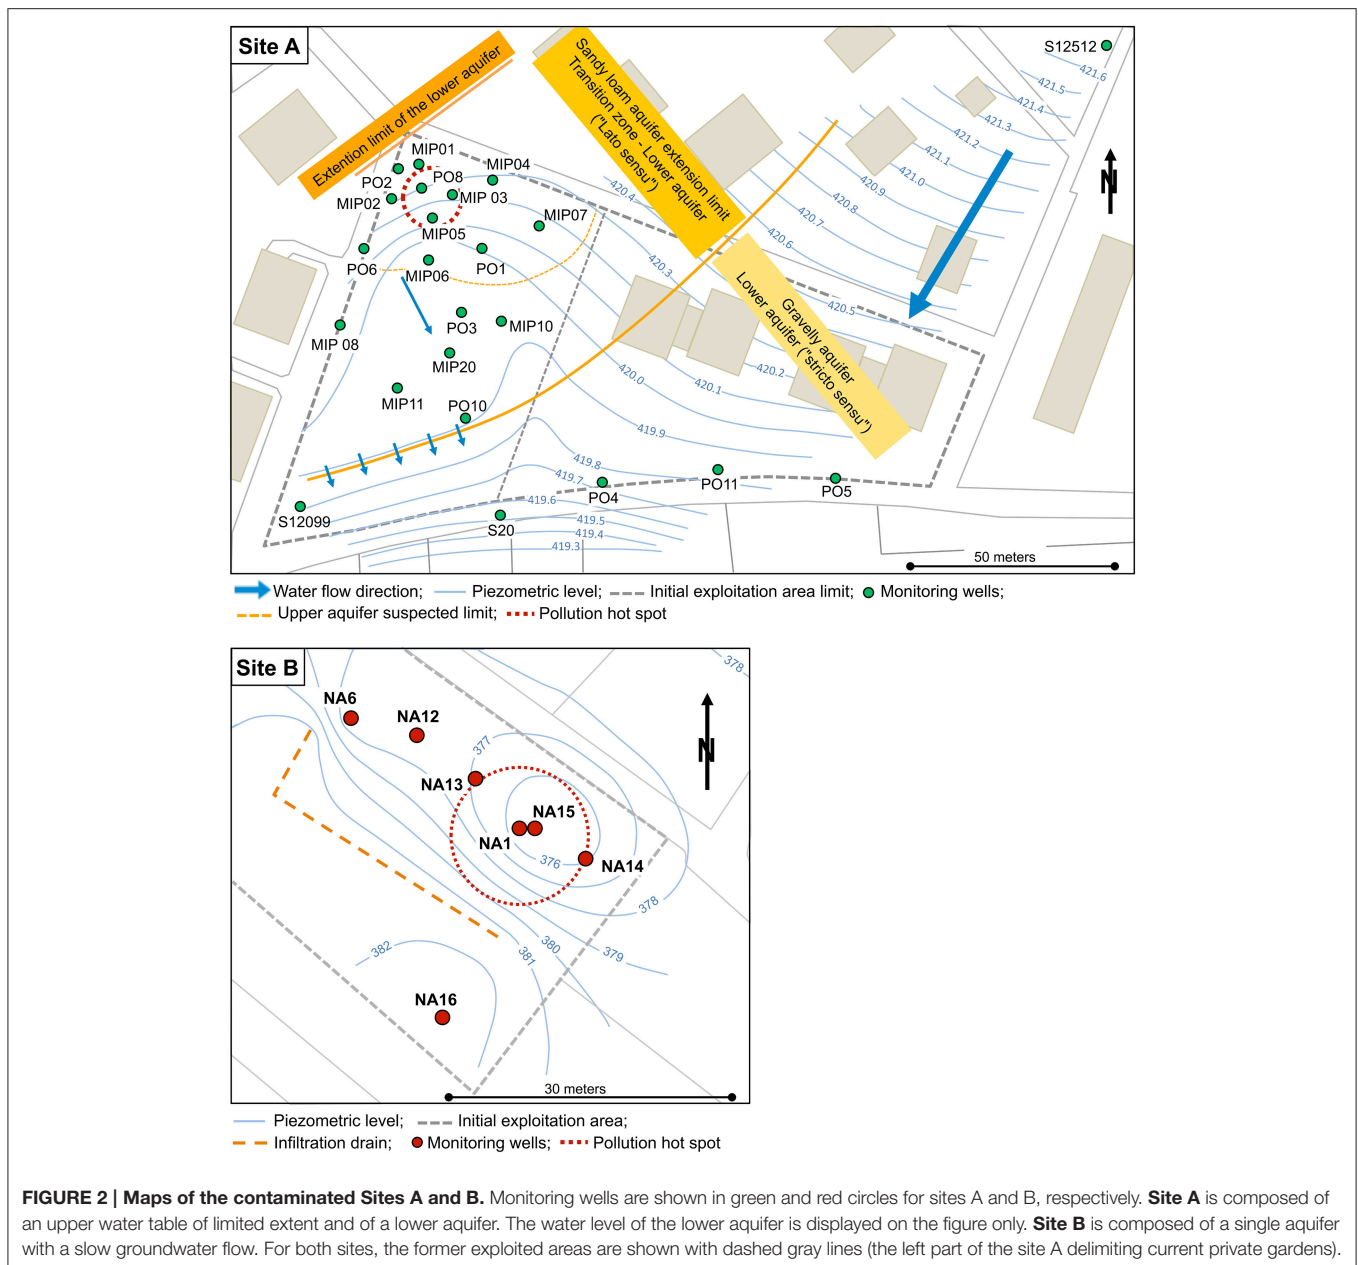 Site A
Extention limit of the lower aquifer
Sandy loam aquifer extension limit
Transition zone - Lower aquifer
("Lato sensu")
Gravelly aquifer
Lower aquifer ("stricto sensu")
S12512
421.6
421.5
421.4
421.3
421.2
421.1
421.0
420.9
420.8
420.7
420.6
420.5
420.4
420.3
420.2
420.1
420.0
419.9
419.8
419.7
419.6
419.5
419.4
419.3
MIP01
PO2
PO8
MIP04
MIP02
MIP 03
MIP07
MIP05
PO6
MIP06
PO1
PO3
MIP10
MIP 08
MIP20
MIP11
PO10
S12099
S20
PO4
PO11
PO5
N
50 meters
Water flow direction; Piezometric level; Initial exploitation area limit; Monitoring wells;
Upper aquifer suspected limit; Pollution hot spot
Site B
378
NA6
NA12
377
NA13
NA15
NA1
376
NA14
378
382
381
380
379
NA16
N
30 meters
Piezometric level; Initial exploitation area;
Infiltration drain; Monitoring wells; Pollution hot spot
FIGURE 2 | Maps of the contaminated Sites A and B. Monitoring wells are shown in green and red circles for sites A and B, respectively. Site A is composed of
an upper water table of limited extent and of a lower aquifer. The water level of the lower aquifer is displayed on the figure only. Site B is composed of a single aquifer
with a slow groundwater flow. For both sites, the former exploited areas are shown with dashed gray lines (the left part of the site A delimiting current private gardens).